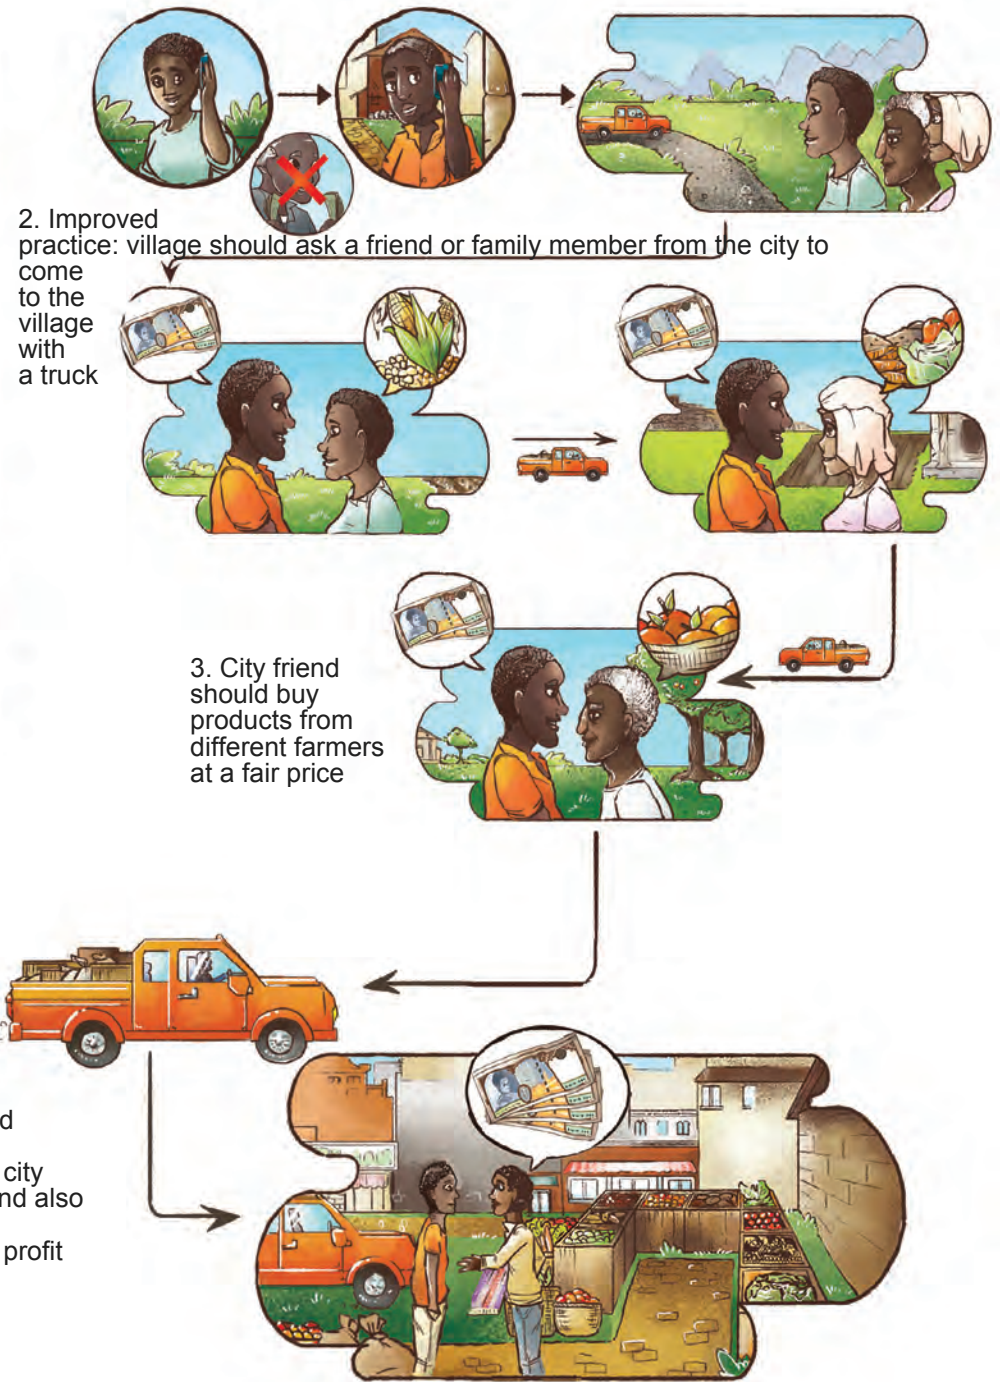 2. Improved
practice: village should ask a friend or family member from the city to
come
to the
village
with
a truck
3. City friend
should buy
products from
different farmers
at a fair price
city
also
profit